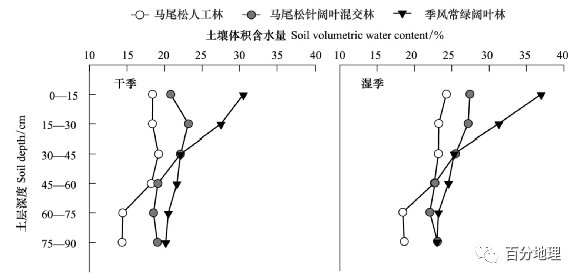 马尾松人工林 马尾松针阔叶混交林 季风常绿阔叶林
土壤体积含水量 Soil volumetric water content/%
10 15 20 25 30 35 40 10 15 20 25 30 35 40
干季 湿季
0—15
15—30
30—45
45—60
60—75
75—90
土层深度 Soil depth/cm
百分地理